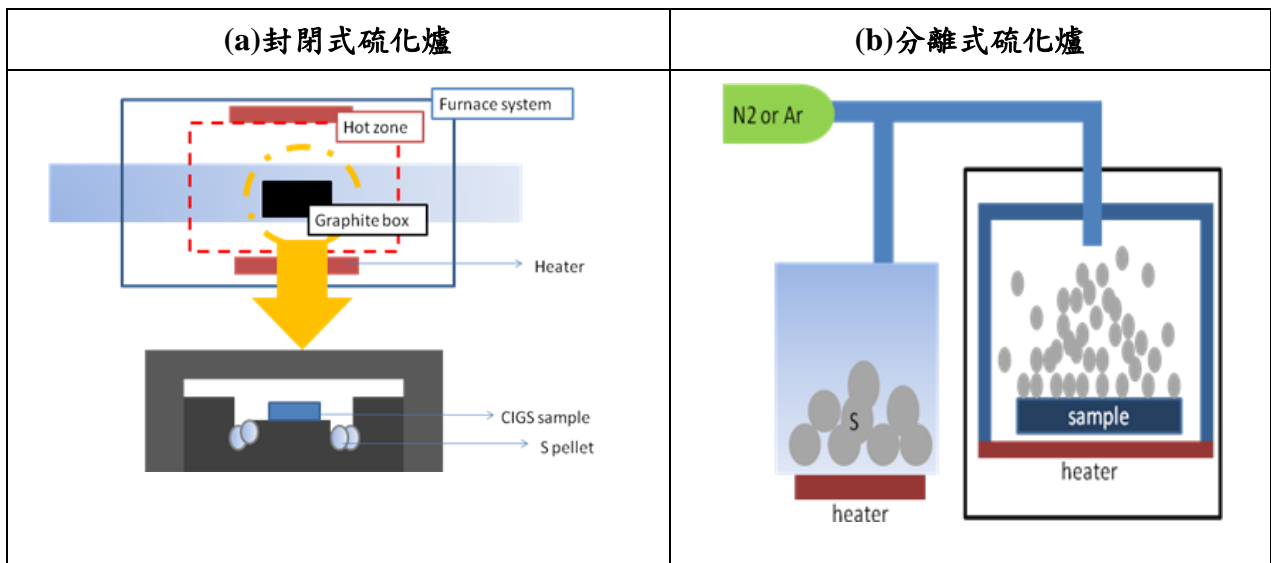 (a)封閉式硫化爐
(b)分離式硫化爐
Furnace system
Hot zone
Graphite box
Heater
CIGS sample
S pellet
N2 or Ar
S
sample
heater
heater